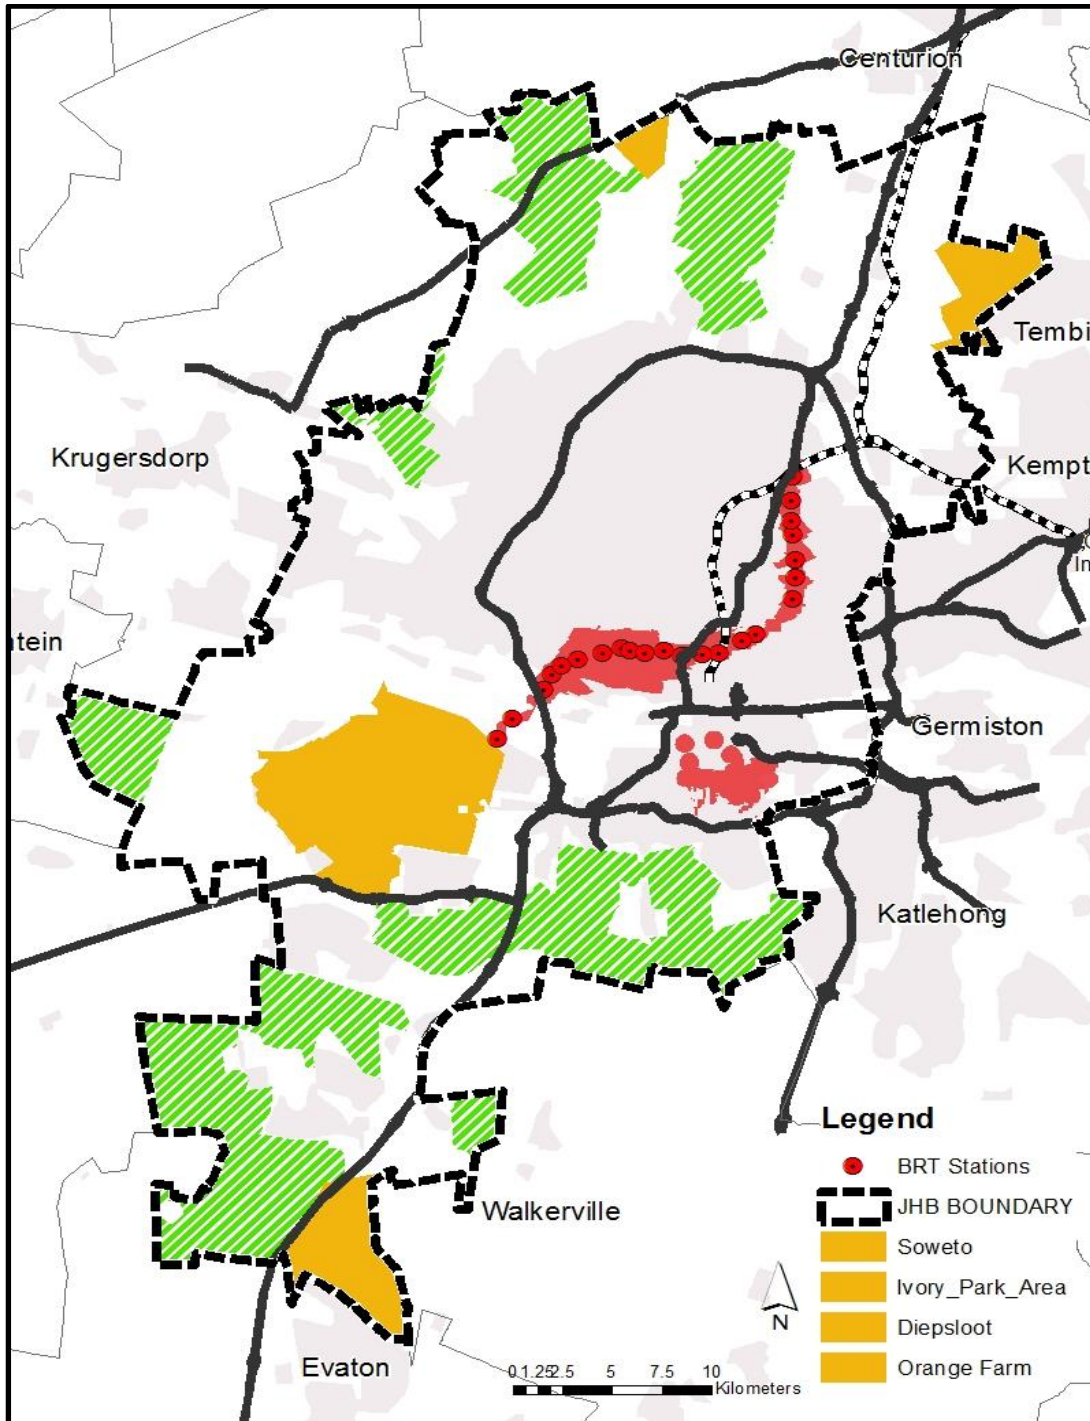 Centurion
Tembi
Krugersdorp
Kempt
In
ntein
Germiston
Katlehong
Legend
BRT Stations
JHB BOUNDARY
Walkerville
Soweto
Ivory_Park_Area
N
Diepsloot
Evaton
Orange Farm
0 1.25 2.5 5 7.5 10
Kilometers